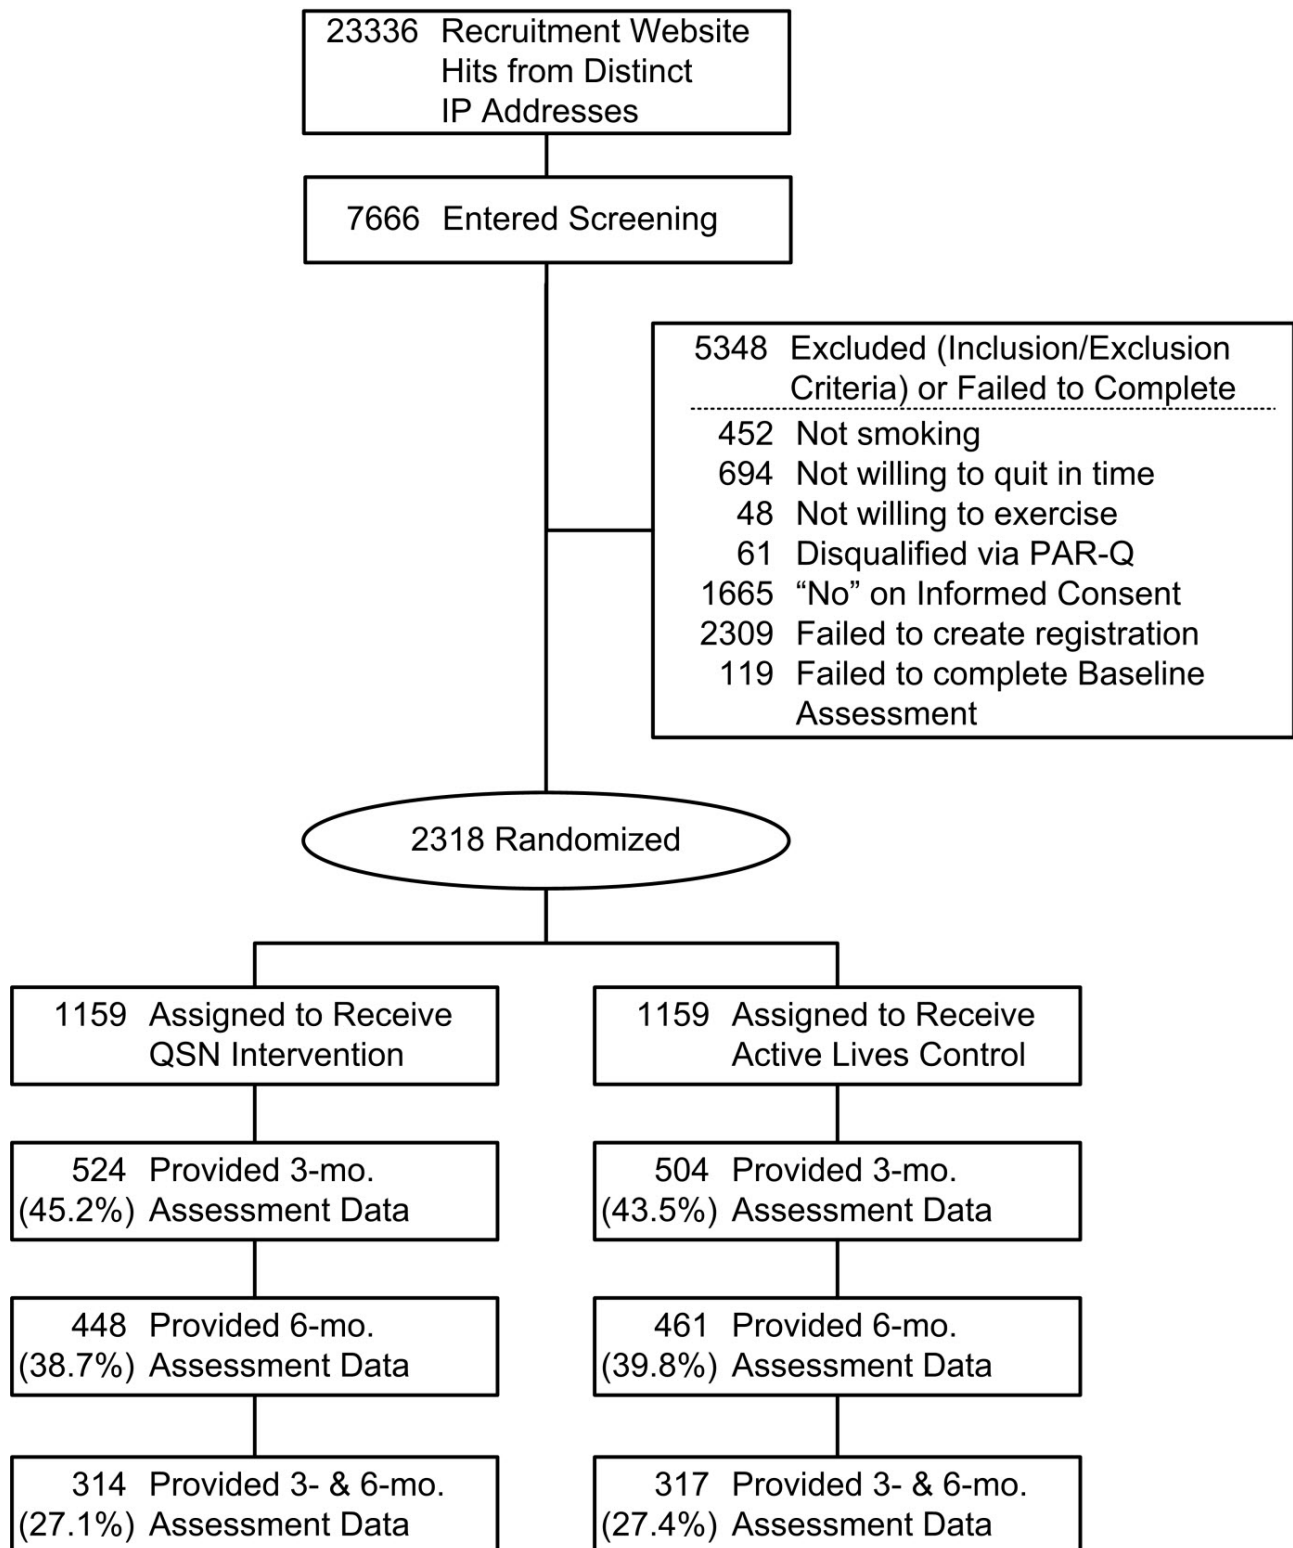 23336 Recruitment Website
Hits from Distinct
IP Addresses
7666 Entered Screening
5348 Excluded (Inclusion/Exclusion
Criteria) or Failed to Complete
452 Not smoking
694 Not willing to quit in time
48 Not willing to exercise
61 Disqualified via PAR-Q
1665 “No” on Informed Consent
2309 Failed to create registration
119 Failed to complete Baseline
Assessment
2318 Randomized
1159 Assigned to Receive
QSN Intervention
1159 Assigned to Receive
Active Lives Control
524 Provided 3-mo.
(45.2%) Assessment Data
504 Provided 3-mo.
(43.5%) Assessment Data
448 Provided 6-mo.
(38.7%) Assessment Data
461 Provided 6-mo.
(39.8%) Assessment Data
314 Provided 3- & 6-mo.
(27.1%) Assessment Data
317 Provided 3- & 6-mo.
(27.4%) Assessment Data